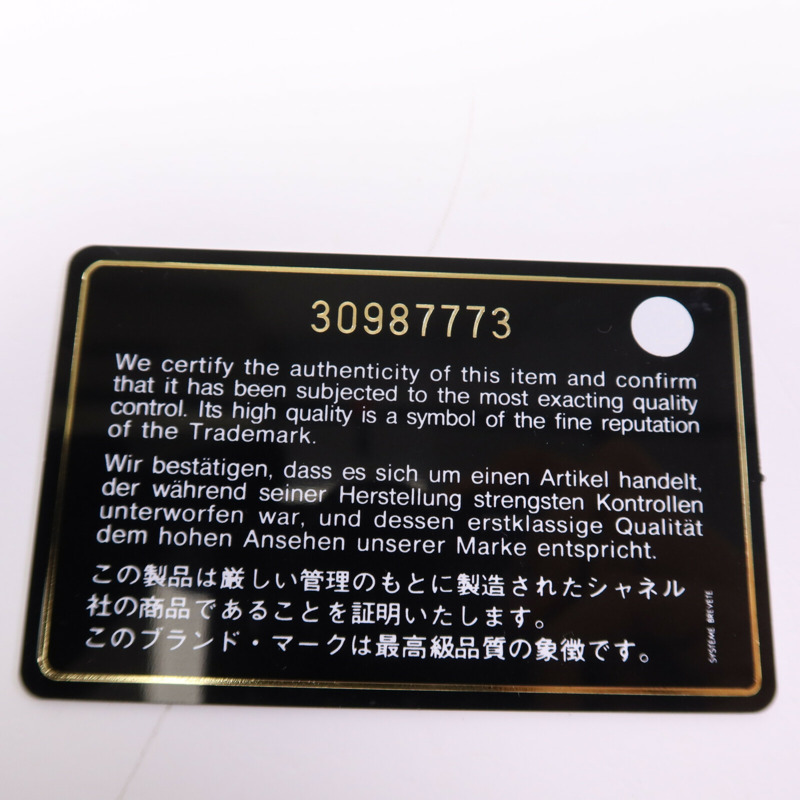 30987773
We certify the authenticity of this item and confirm
that it has been subjected to the most exacting quality
control. Its high quality is a symbol of the fine reputation
of the Trademark.
Wir bestätigen, dass es sich um einen Artikel handelt,
der während seiner Herstellung strengsten Kontrollen
unterworfen war, und dessen erstklassige Qualität
dem hohen Ansehen unserer Marke entspricht.
この製品は厳しい管理のもとに製造されたシャネル
社の商品であることを証明いたします。
このブランド・マークは最高級品質の象徴です。
SYSTEME BREVETE